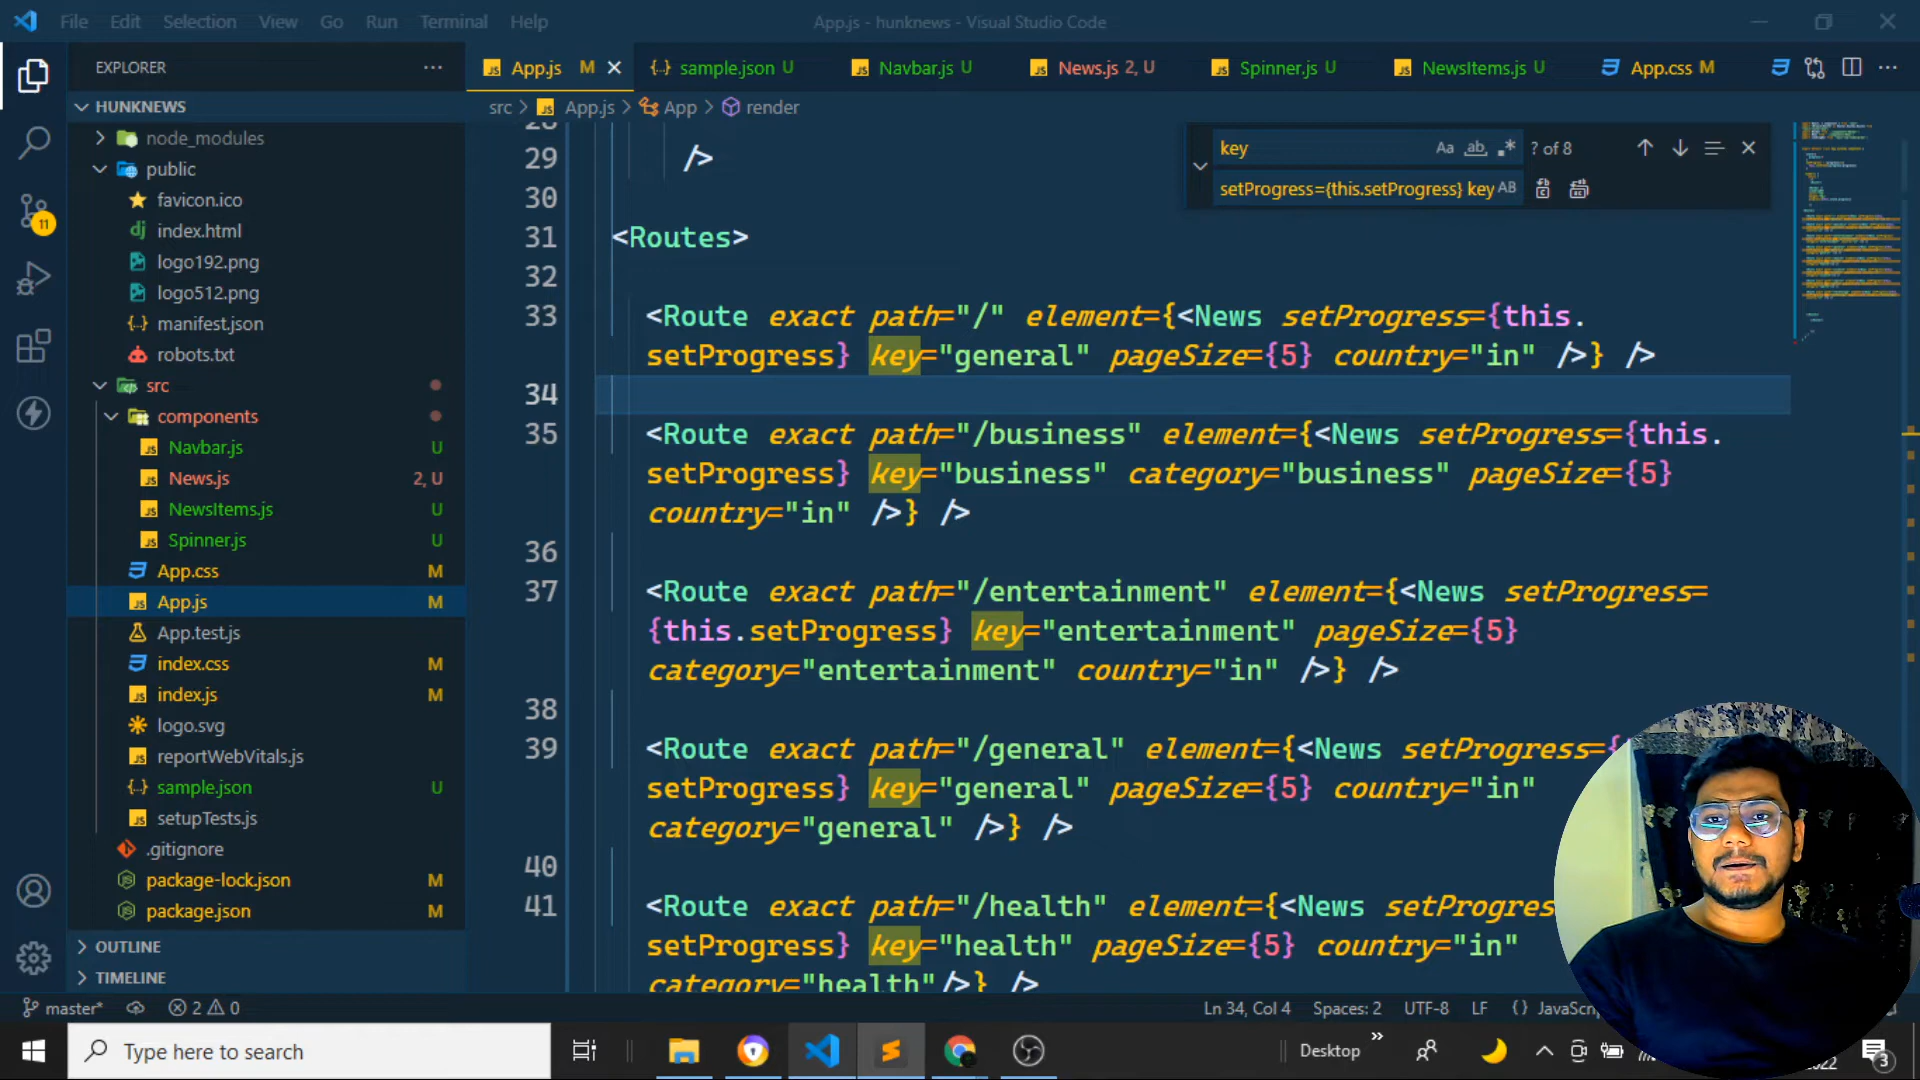 File Edit Selection View Go Run Terminal Help
App.js - hunknews - Visual Studio Code
EXPLORER
App.js M
sample.json U
Navbar.js U
News.js 2, U
Spinner.js U
NewsItems.js U
App.css M
HUNKNEWS
src > App.js > App > render
node_modules
public
favicon.ico
index.html
logo192.png
logo512.png
manifest.json
robots.txt
src
components
Navbar.js U
News.js 2, U
NewsItems.js U
Spinner.js U
App.css M
App.js M
App.test.js
index.css M
index.js M
logo.svg
reportWebVitals.js
sample.json U
setupTests.js
.gitignore
package-lock.json M
package.json M
OUTLINE
TIMELINE
key Aa ab ? of 8
setProgress={this.setProgress} key AB
29 />
30
31 <Routes>
32
33 <Route exact path="/" element={<News setProgress={this.
setProgress} key="general" pageSize={5} country="in" />} />
34
35 <Route exact path="/business" element={<News setProgress={this.
setProgress} key="business" category="business" pageSize={5}
country="in" />} />
36
37 <Route exact path="/entertainment" element={<News setProgress=
{this.setProgress} key="entertainment" pageSize={5}
category="entertainment" country="in" />} />
38
39 <Route exact path="/general" element={<News setProgress={
setProgress} key="general" pageSize={5} country="in"
category="general" />} />
40
41 <Route exact path="/health" element={<News setProgres
setProgress} key="health" pageSize={5} country="in"
category="health"/>} />
11
master* 2 0
Ln 34, Col 4 Spaces: 2 UTF-8 LF {} JavaSc
Type here to search
Desktop
2022
3